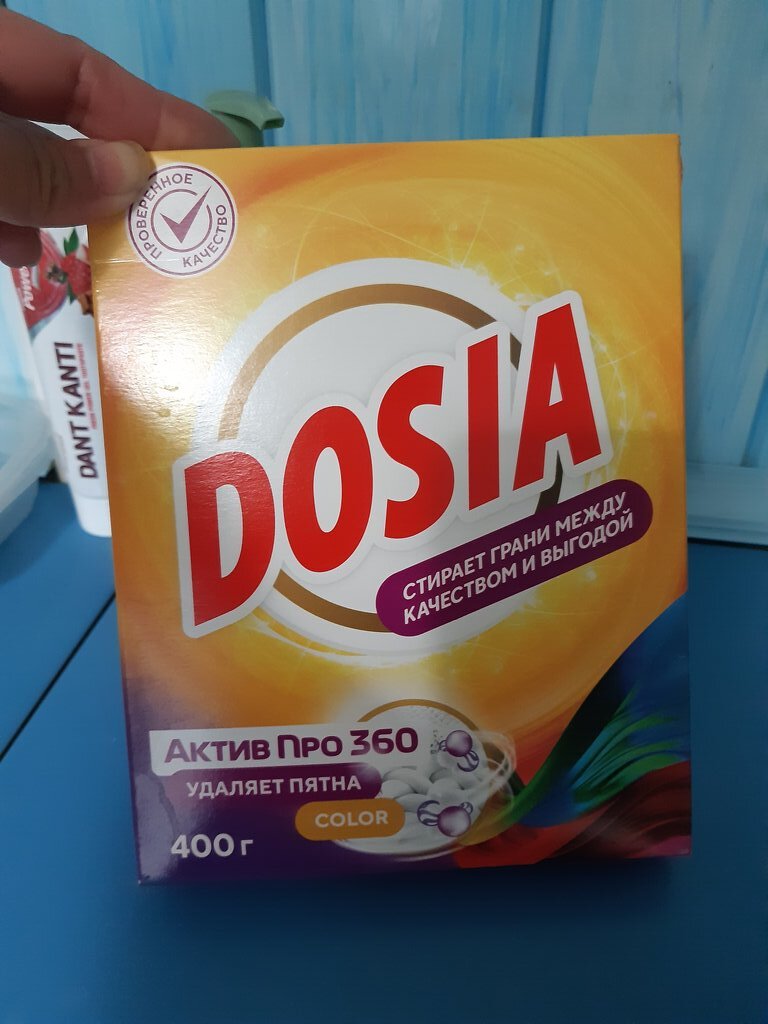 ПРОВЕРЕННОЕ
КАЧЕСТВО
DOSIA
СТИРАЕТ ГРАНИ МЕЖДУ
КАЧЕСТВОМ И ВЫГОДОЙ
АКТИВ ПРО 360
УДАЛЯЕТ ПЯТНА
COLOR
400 г
DANT KANTI